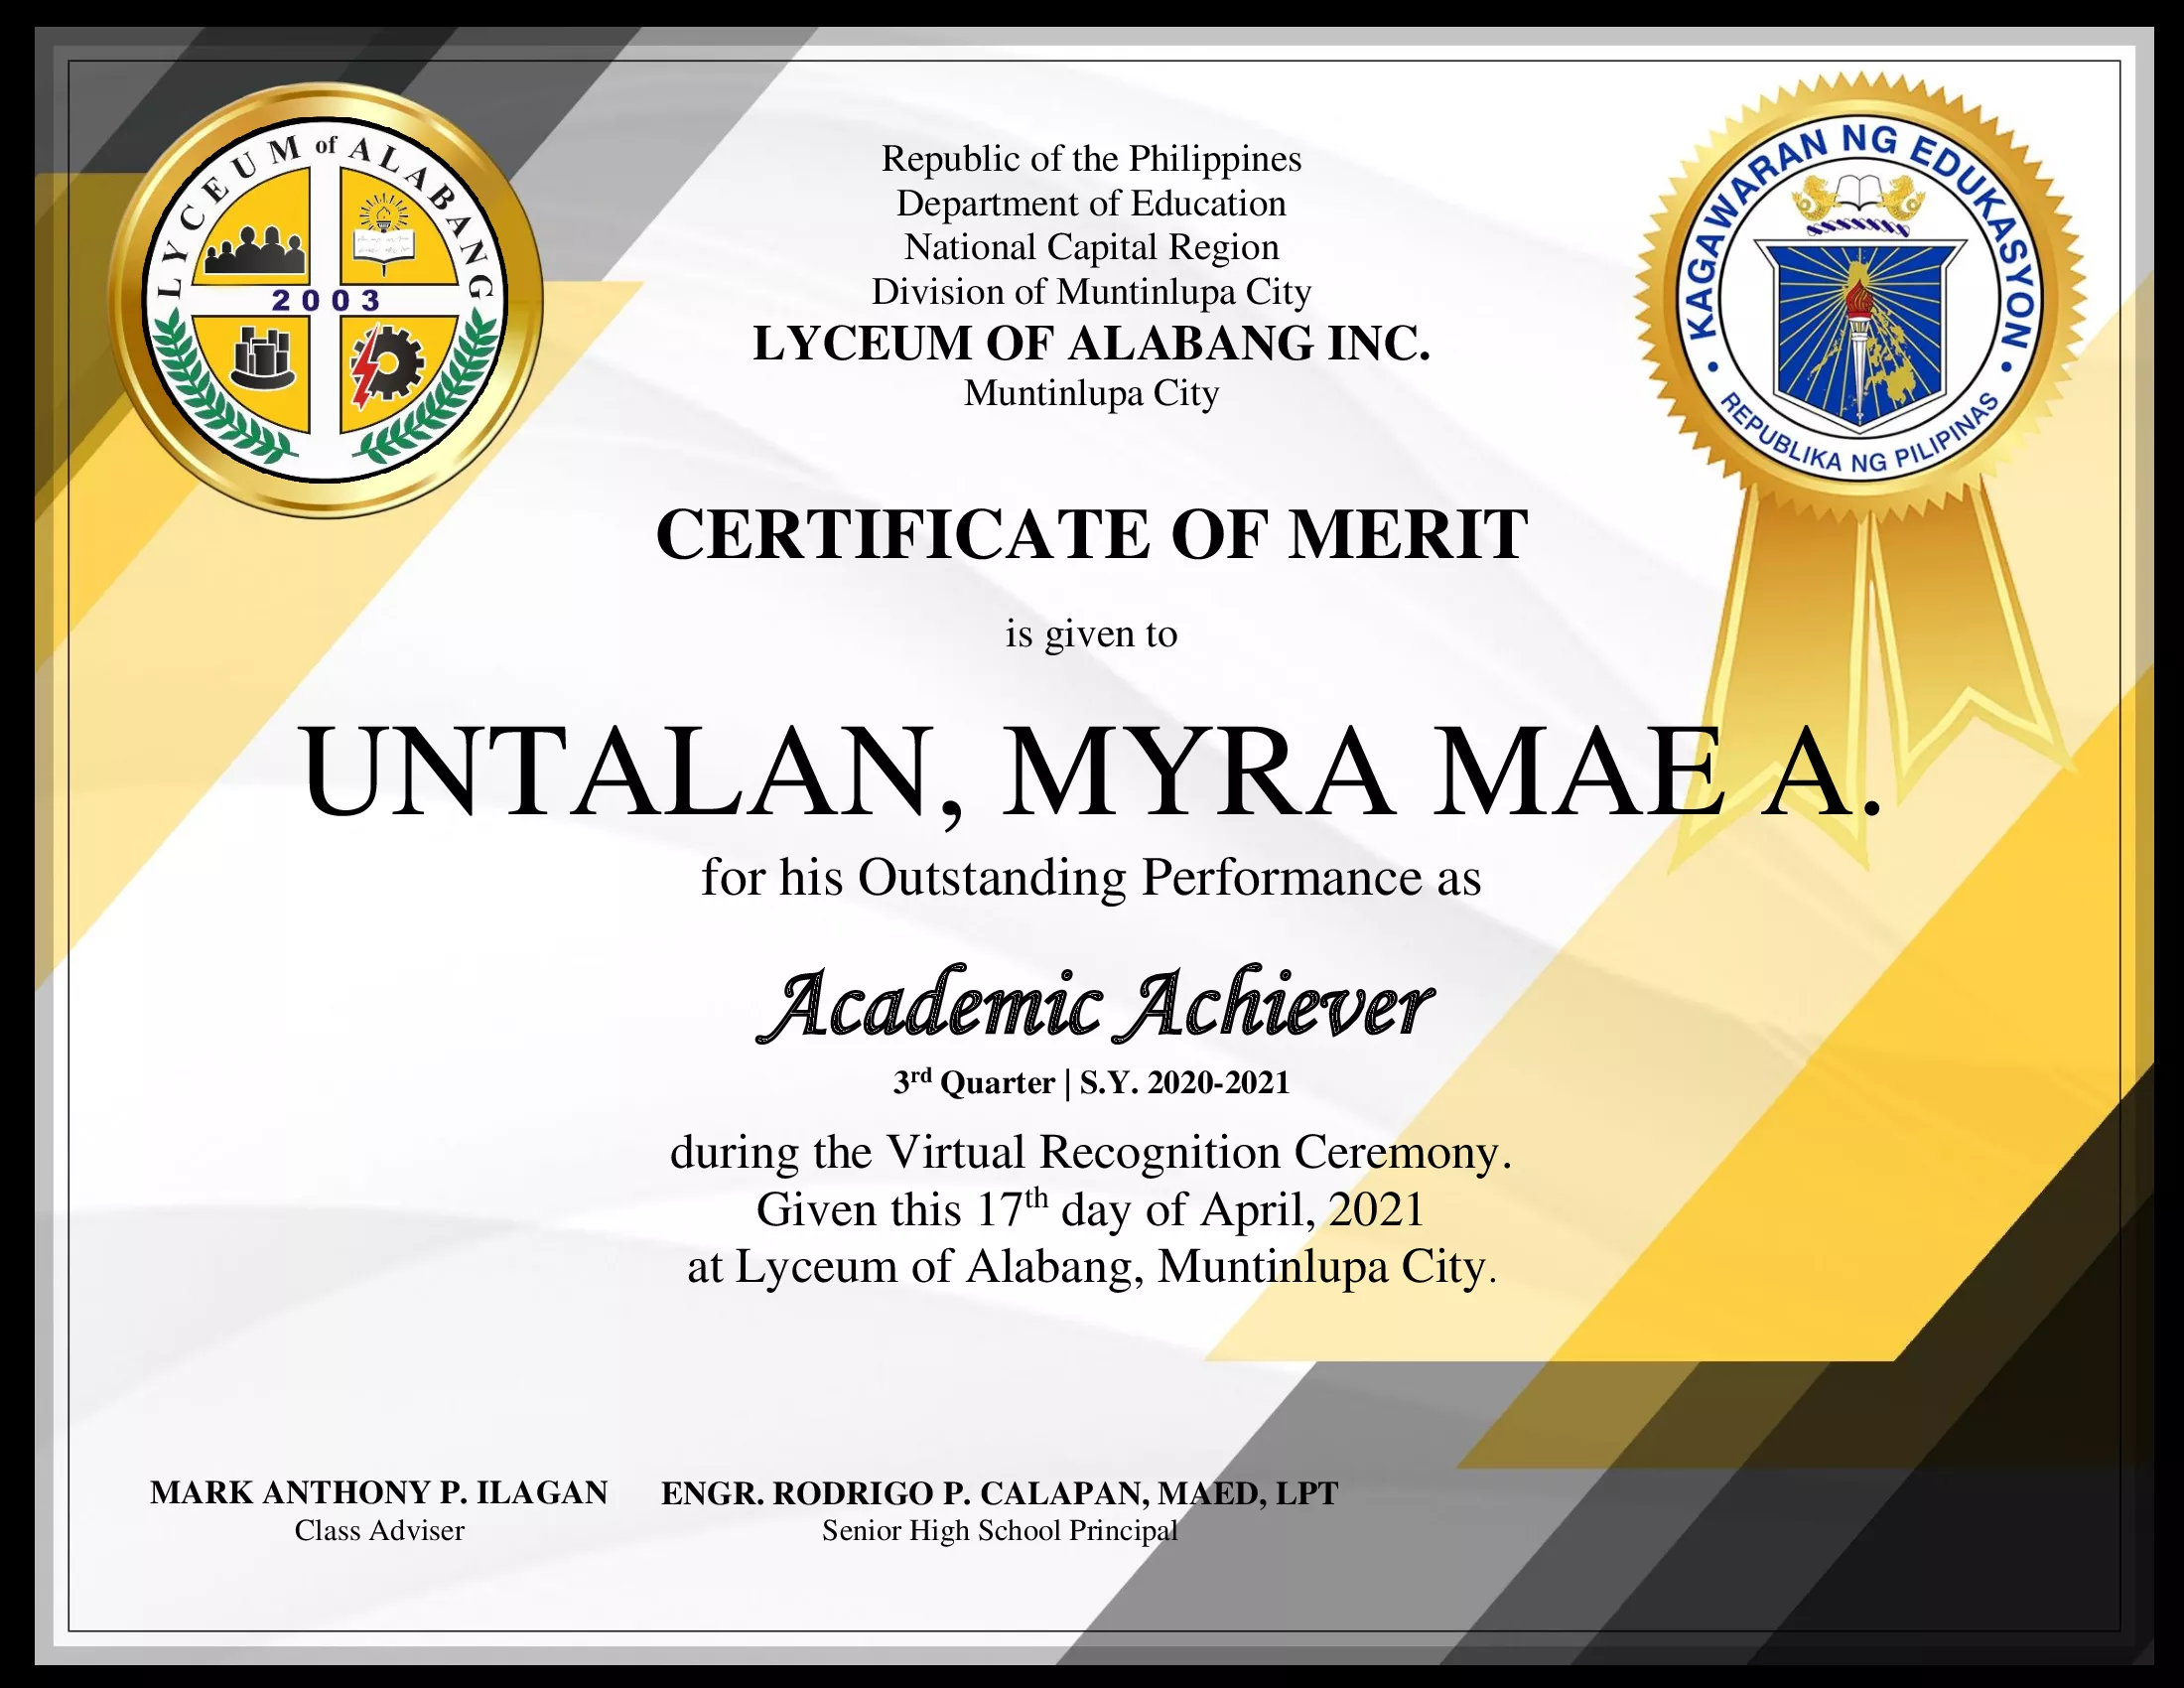 LYCEUM of ALABANG
2003
KAGAWARAN NG EDUKASYON
REPUBLIKA NG PILIPINAS
Republic of the Philippines
Department of Education
National Capital Region
Division of Muntinlupa City
LYCEUM OF ALABANG INC.
Muntinlupa City
CERTIFICATE OF MERIT
is given to
UNTALAN, MYRA MAE A.
for his Outstanding Performance as
Academic Achiever
3rd Quarter | S.Y. 2020-2021
during the Virtual Recognition Ceremony.
Given this 17th day of April, 2021
at Lyceum of Alabang, Muntinlupa City.
MARK ANTHONY P. ILAGAN
Class Adviser
ENGR. RODRIGO P. CALAPAN, MAED, LPT
Senior High School Principal